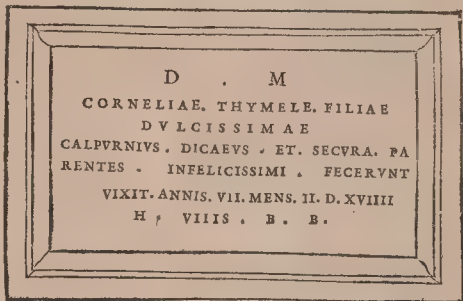 D . M
CORNELIAE. THYMELE. FILIAE
DVLCISSIMAE
CALPVRNIVS. DICAEVS. ET. SECVRA. PA
RENTES. INFELICISSIMI. FECERVNT
VIXIT. ANNIS. VII. MENS. II. D. XVIIII
H, VIIIS. B. B.